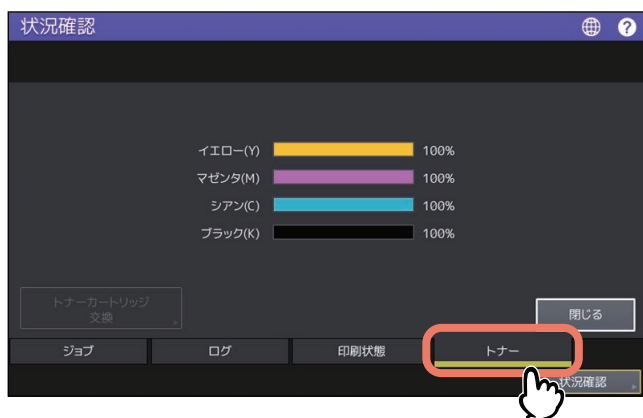 状況確認
?
イエロー(Y) 100%
マゼンタ(M) 100%
シアン(C) 100%
ブラック(K) 100%
トナーカートリッジ
交換
閉じる
ジョブ ログ 印刷状態 トナー
状況確認